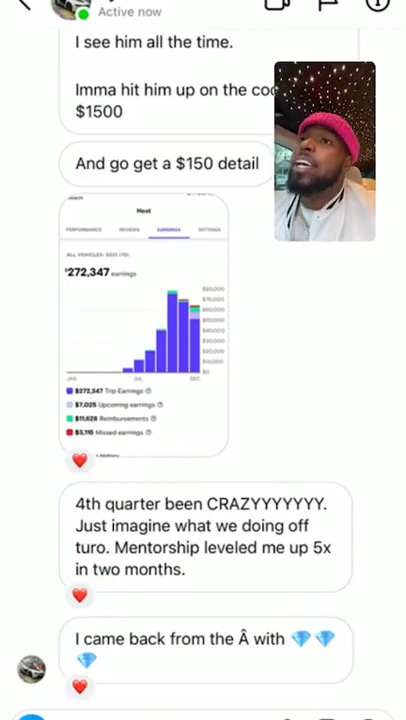 Active now
I see him all the time.
Imma hit him up on the
$1500
And go get a $150 detail
Host
PERFORMANCE REVIEWS EARNINGS SETTINGS
ALL VEHICLES: 2021
$272,347 earnings
$80,000
$70,000
$60,000
$50,000
$40,000
$30,000
$20,000
$10,000
$0
JAN JUL DEC
$272,347 Trip Earnings
$7,025 Upcoming earnings
$11,628 Reimbursements
$3,115 Missed earnings
history
4th quarter been CRAZYYYYYYY.
Just imagine what we doing off
turo. Mentorship leveled me up 5x
in two months.
I came back from the Â with 💎 💎
💎